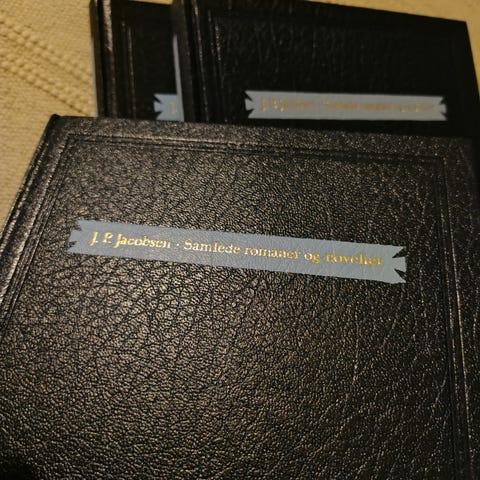 J. P. Jacobsen · Samlede romaner og noveller